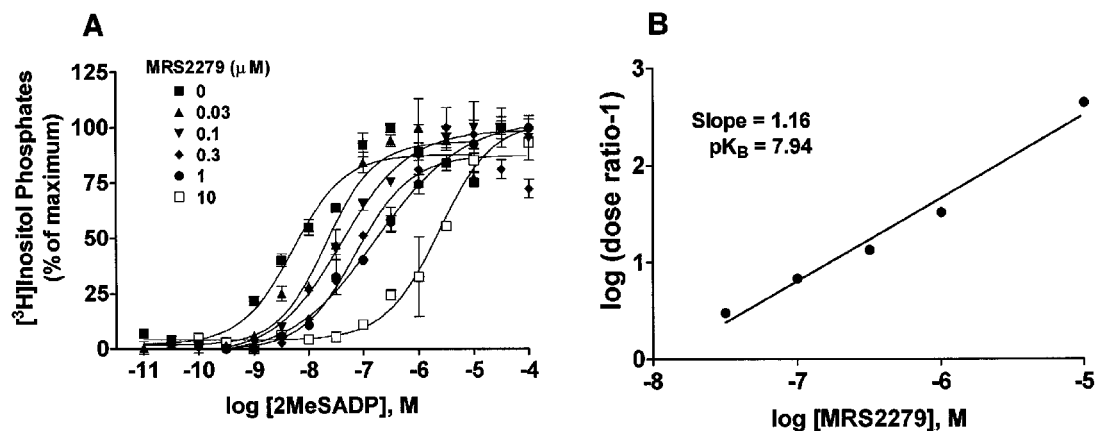 A
MRS2279 (μM)
0
0.03
0.1
0.3
1
10
[³H]Inositol Phosphates
(% of maximum)
125
100
75
50
25
0
-11 -10 -9 -8 -7 -6 -5 -4
log [2MeSADP], M
B
Slope = 1.16
pK_B = 7.94
log (dose ratio-1)
3
2
1
0
-8 -7 -6 -5
log [MRS2279], M